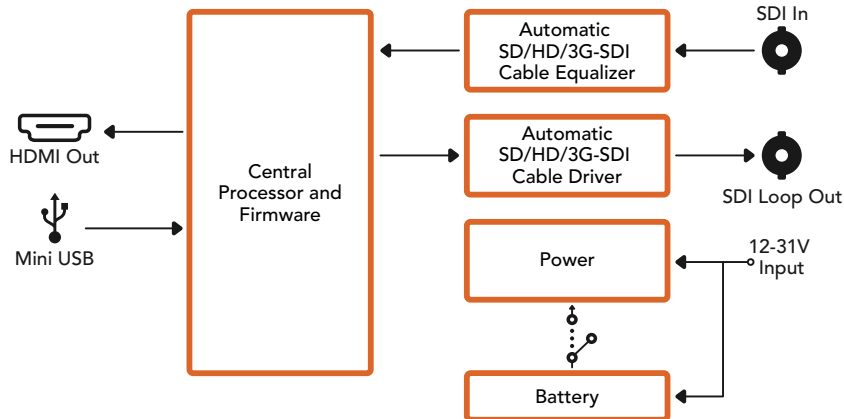 SDI In
Automatic
SD/HD/3G-SDI
Cable Equalizer
HDMI Out
Central
Processor and
Firmware
Automatic
SD/HD/3G-SDI
Cable Driver
SDI Loop Out
Mini USB
Power
12-31V
Input
Battery